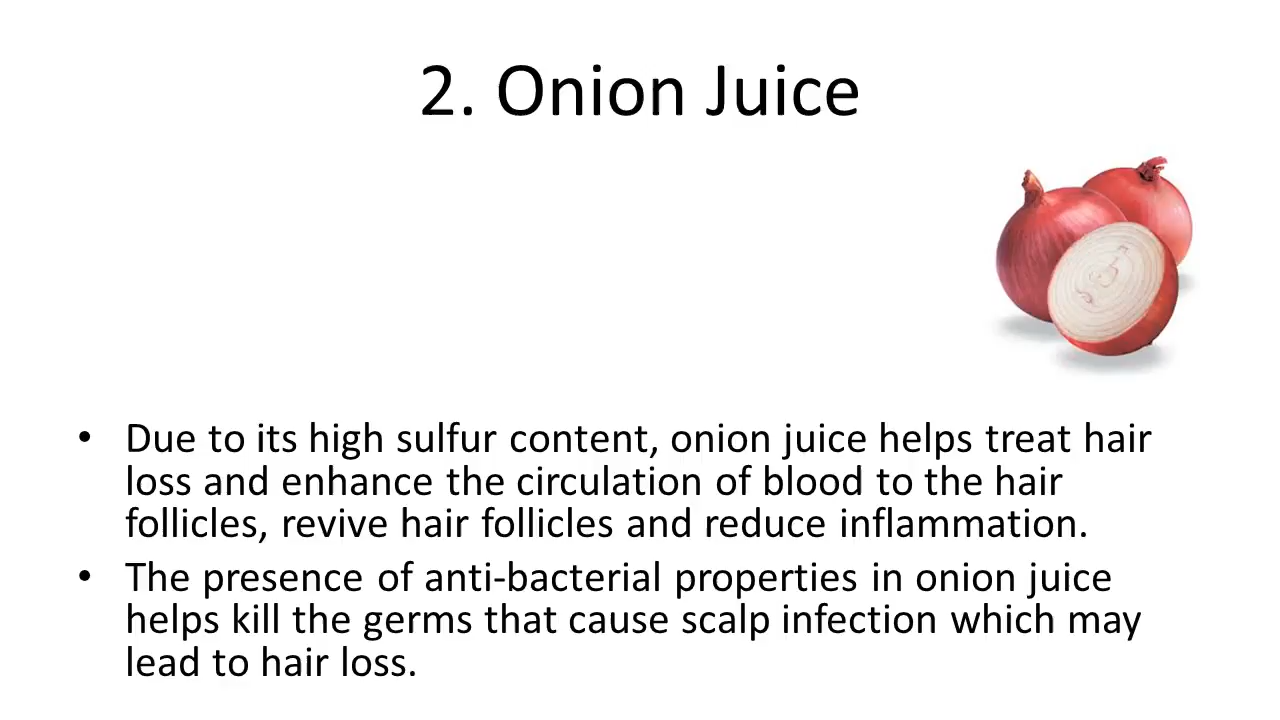 2. Onion Juice
• Due to its high sulfur content, onion juice helps treat hair
loss and enhance the circulation of blood to the hair
follicles, revive hair follicles and reduce inflammation.
• The presence of anti-bacterial properties in onion juice
helps kill the germs that cause scalp infection which may
lead to hair loss.